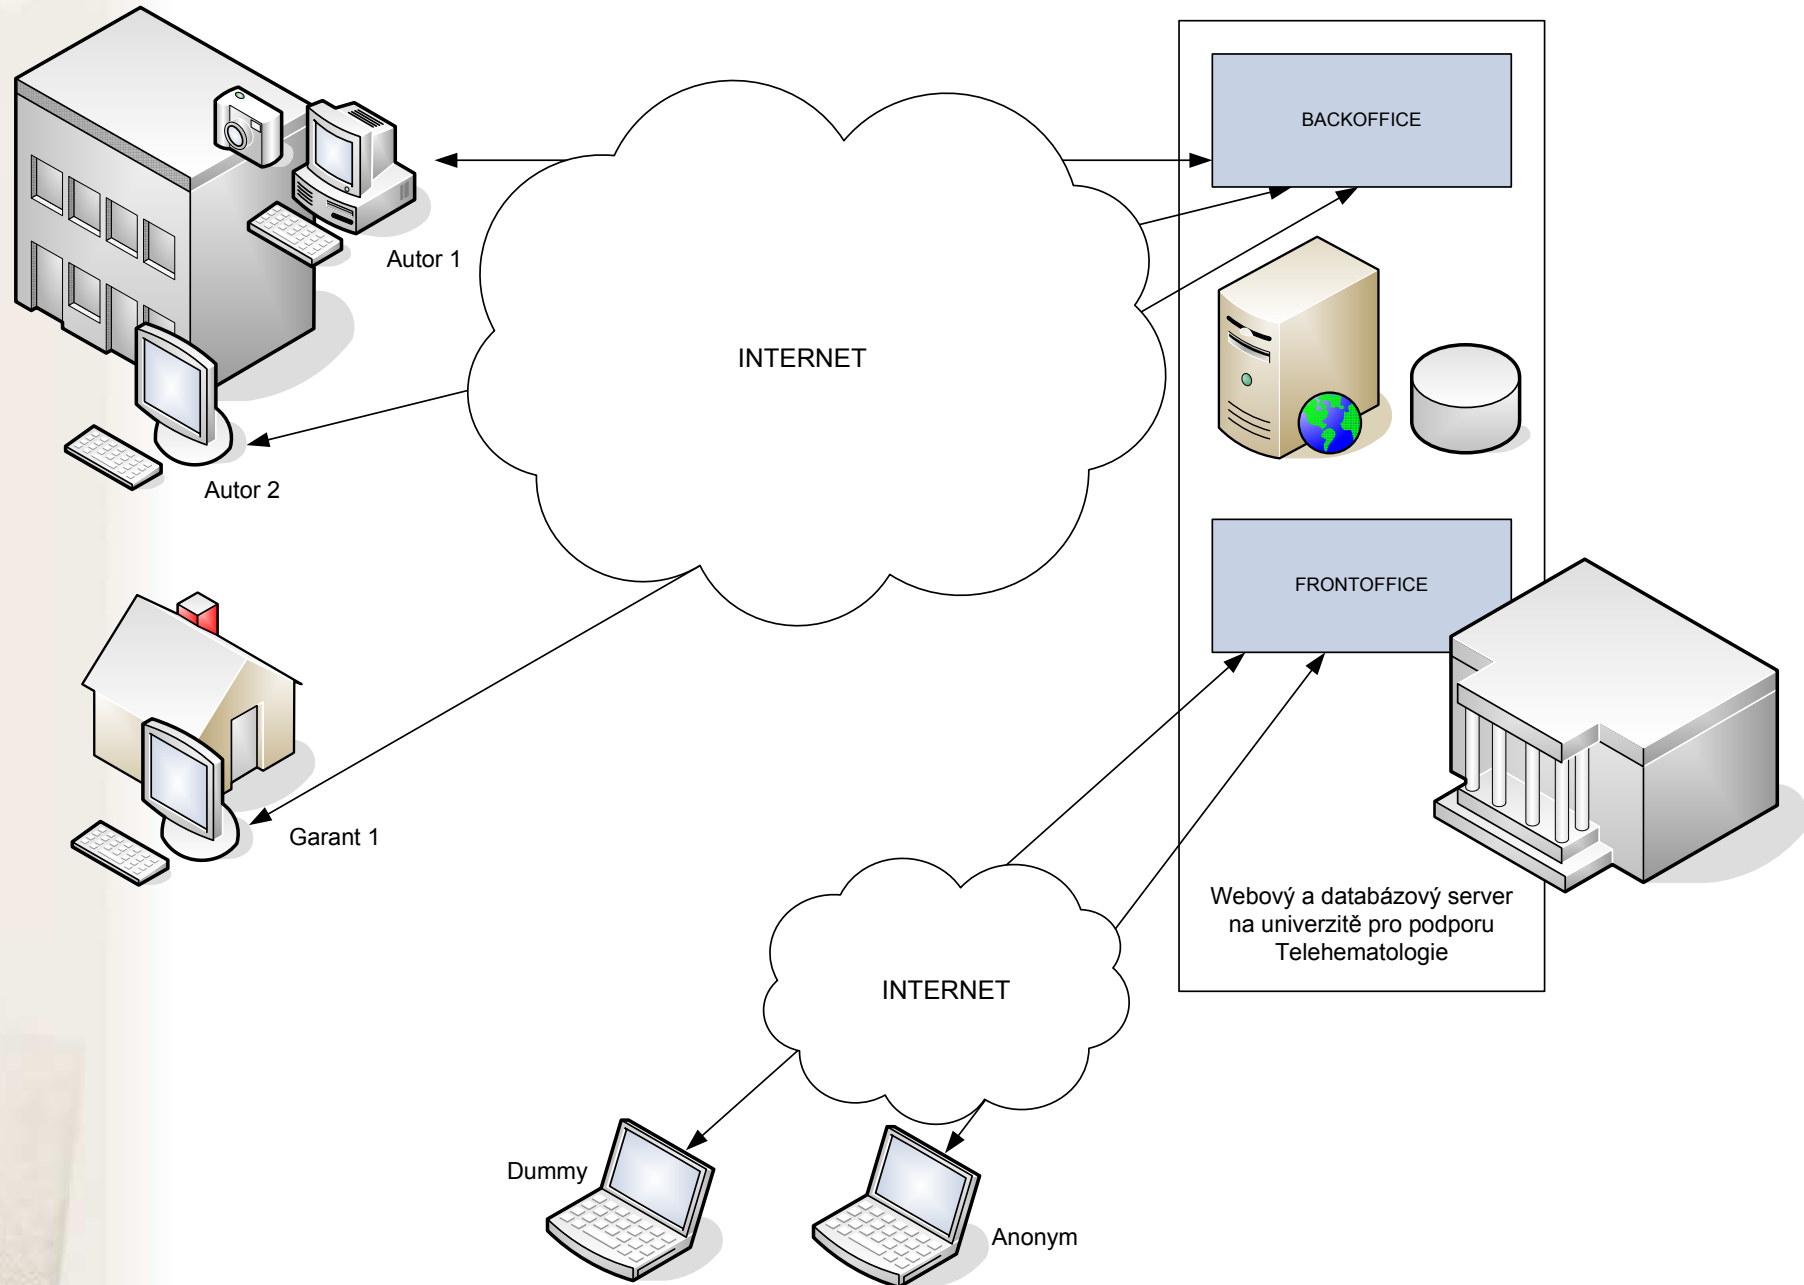 BACKOFFICE
Autor 1
INTERNET
Autor 2
FRONTOFFICE
Garant 1
Webový a databázový server
na univerzitě pro podporu
Telehematologie
INTERNET
Dummy
Anonym